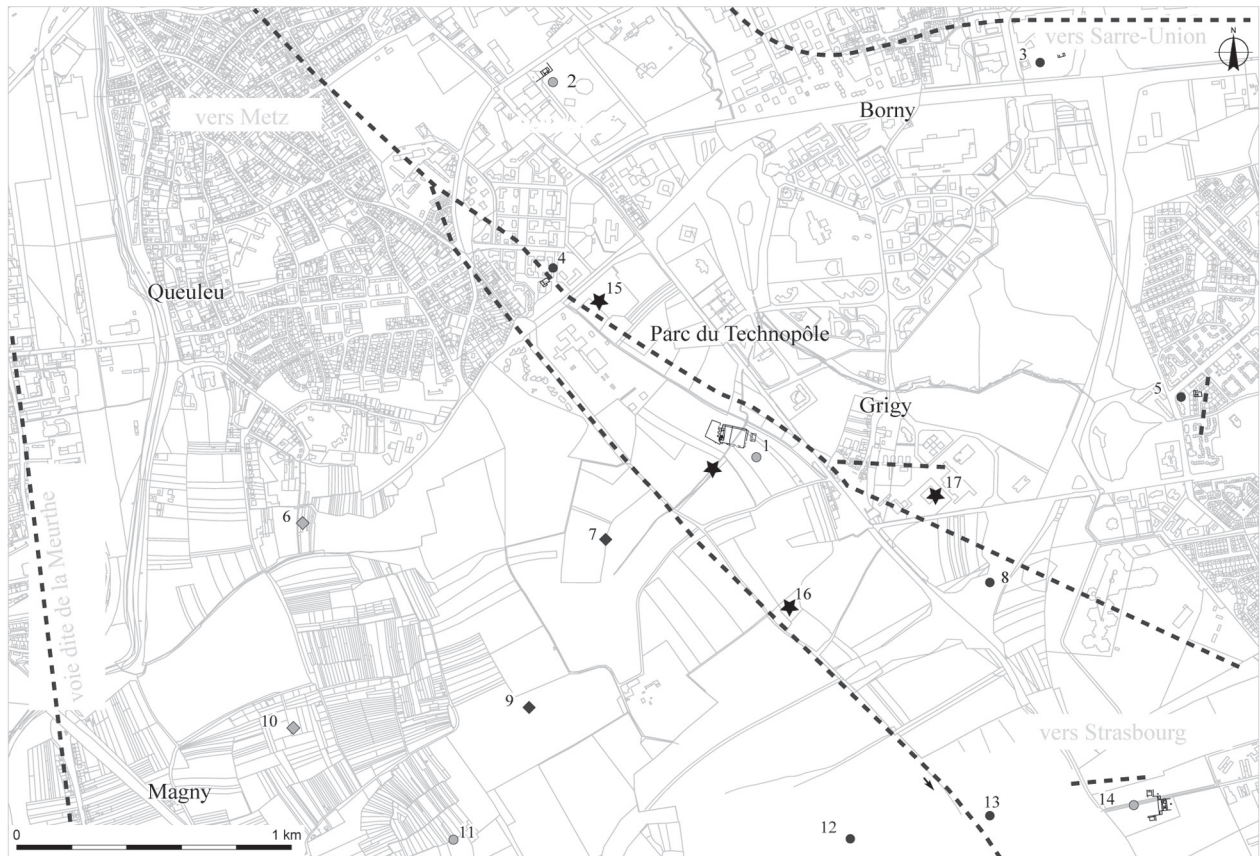 vers Sarre-Union
N
3
2
vers Metz
Borny
4
15
Queuleu
Parc du Technopôle
5
Grigy
1
17
6
7
8
16
voie dite de la Meurthe
9
10
vers Strasbourg
Magny
14
13
12
11
0
1 km